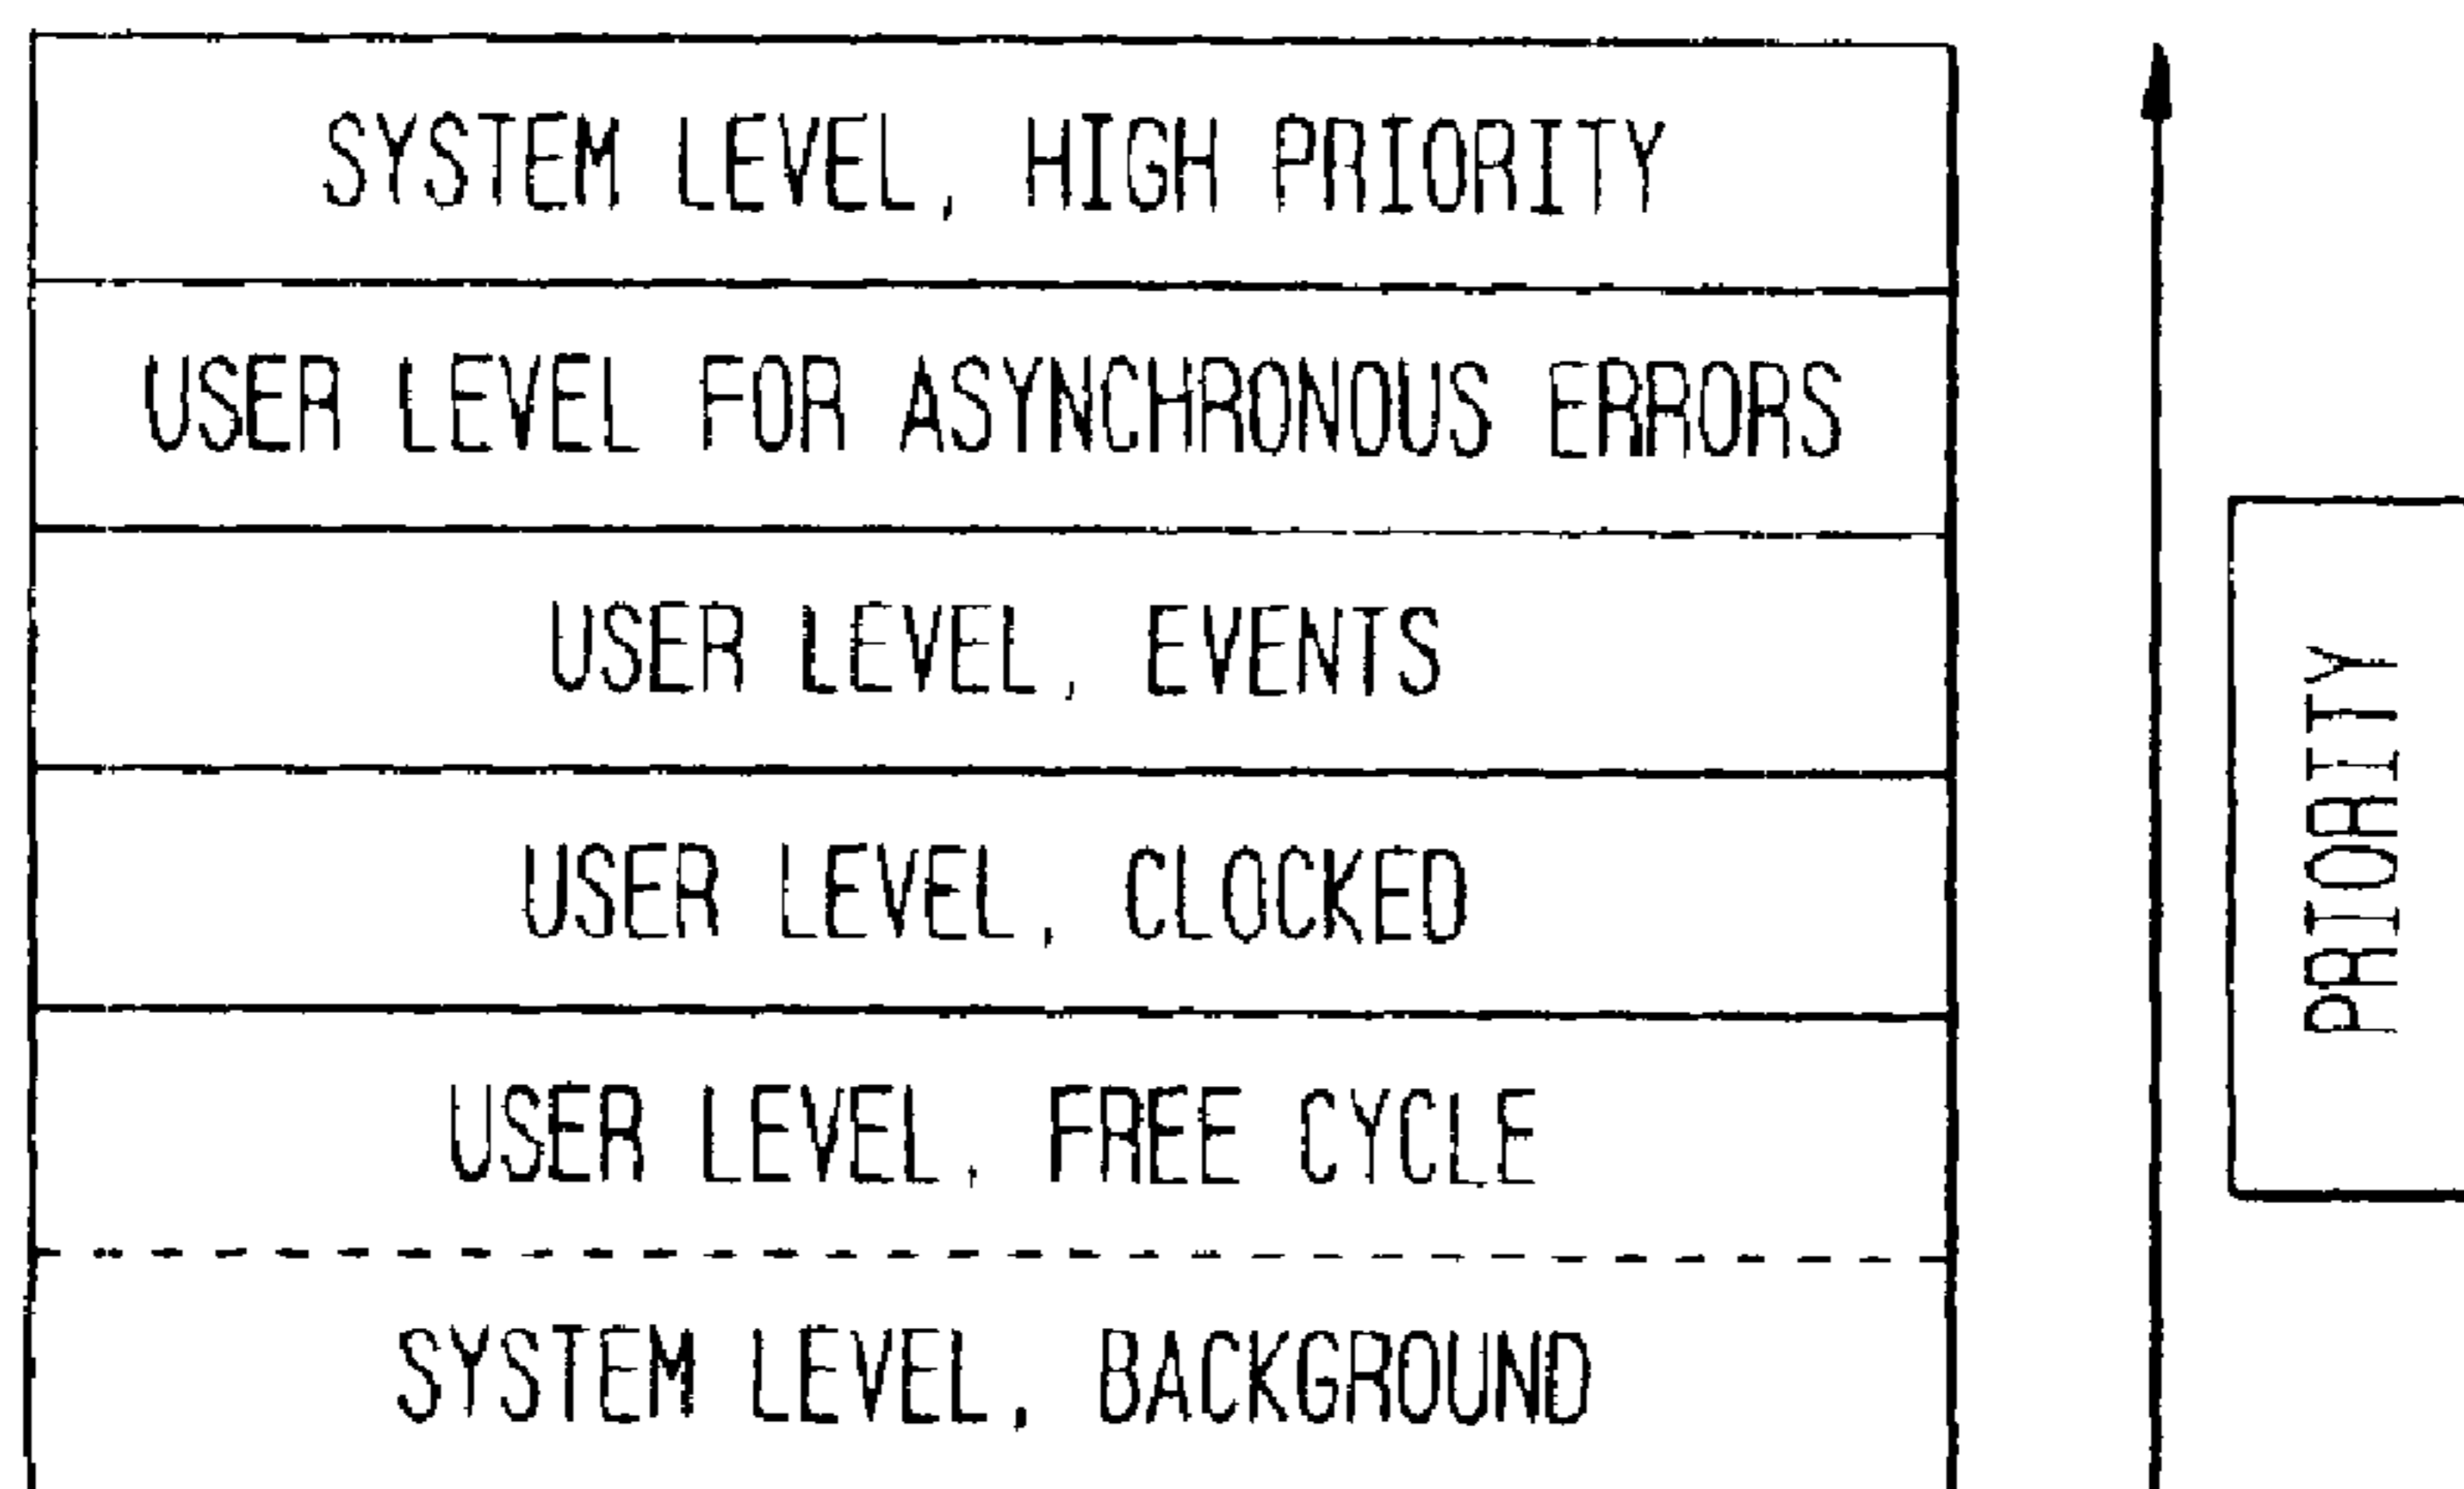 SYSTEM LEVEL, HIGH PRIORITY
USER LEVEL FOR ASYNCHRONOUS ERRORS
USER LEVEL, EVENTS
USER LEVEL, CLOCKED
USER LEVEL, FREE CYCLE
SYSTEM LEVEL, BACKGROUND
PRIORITY